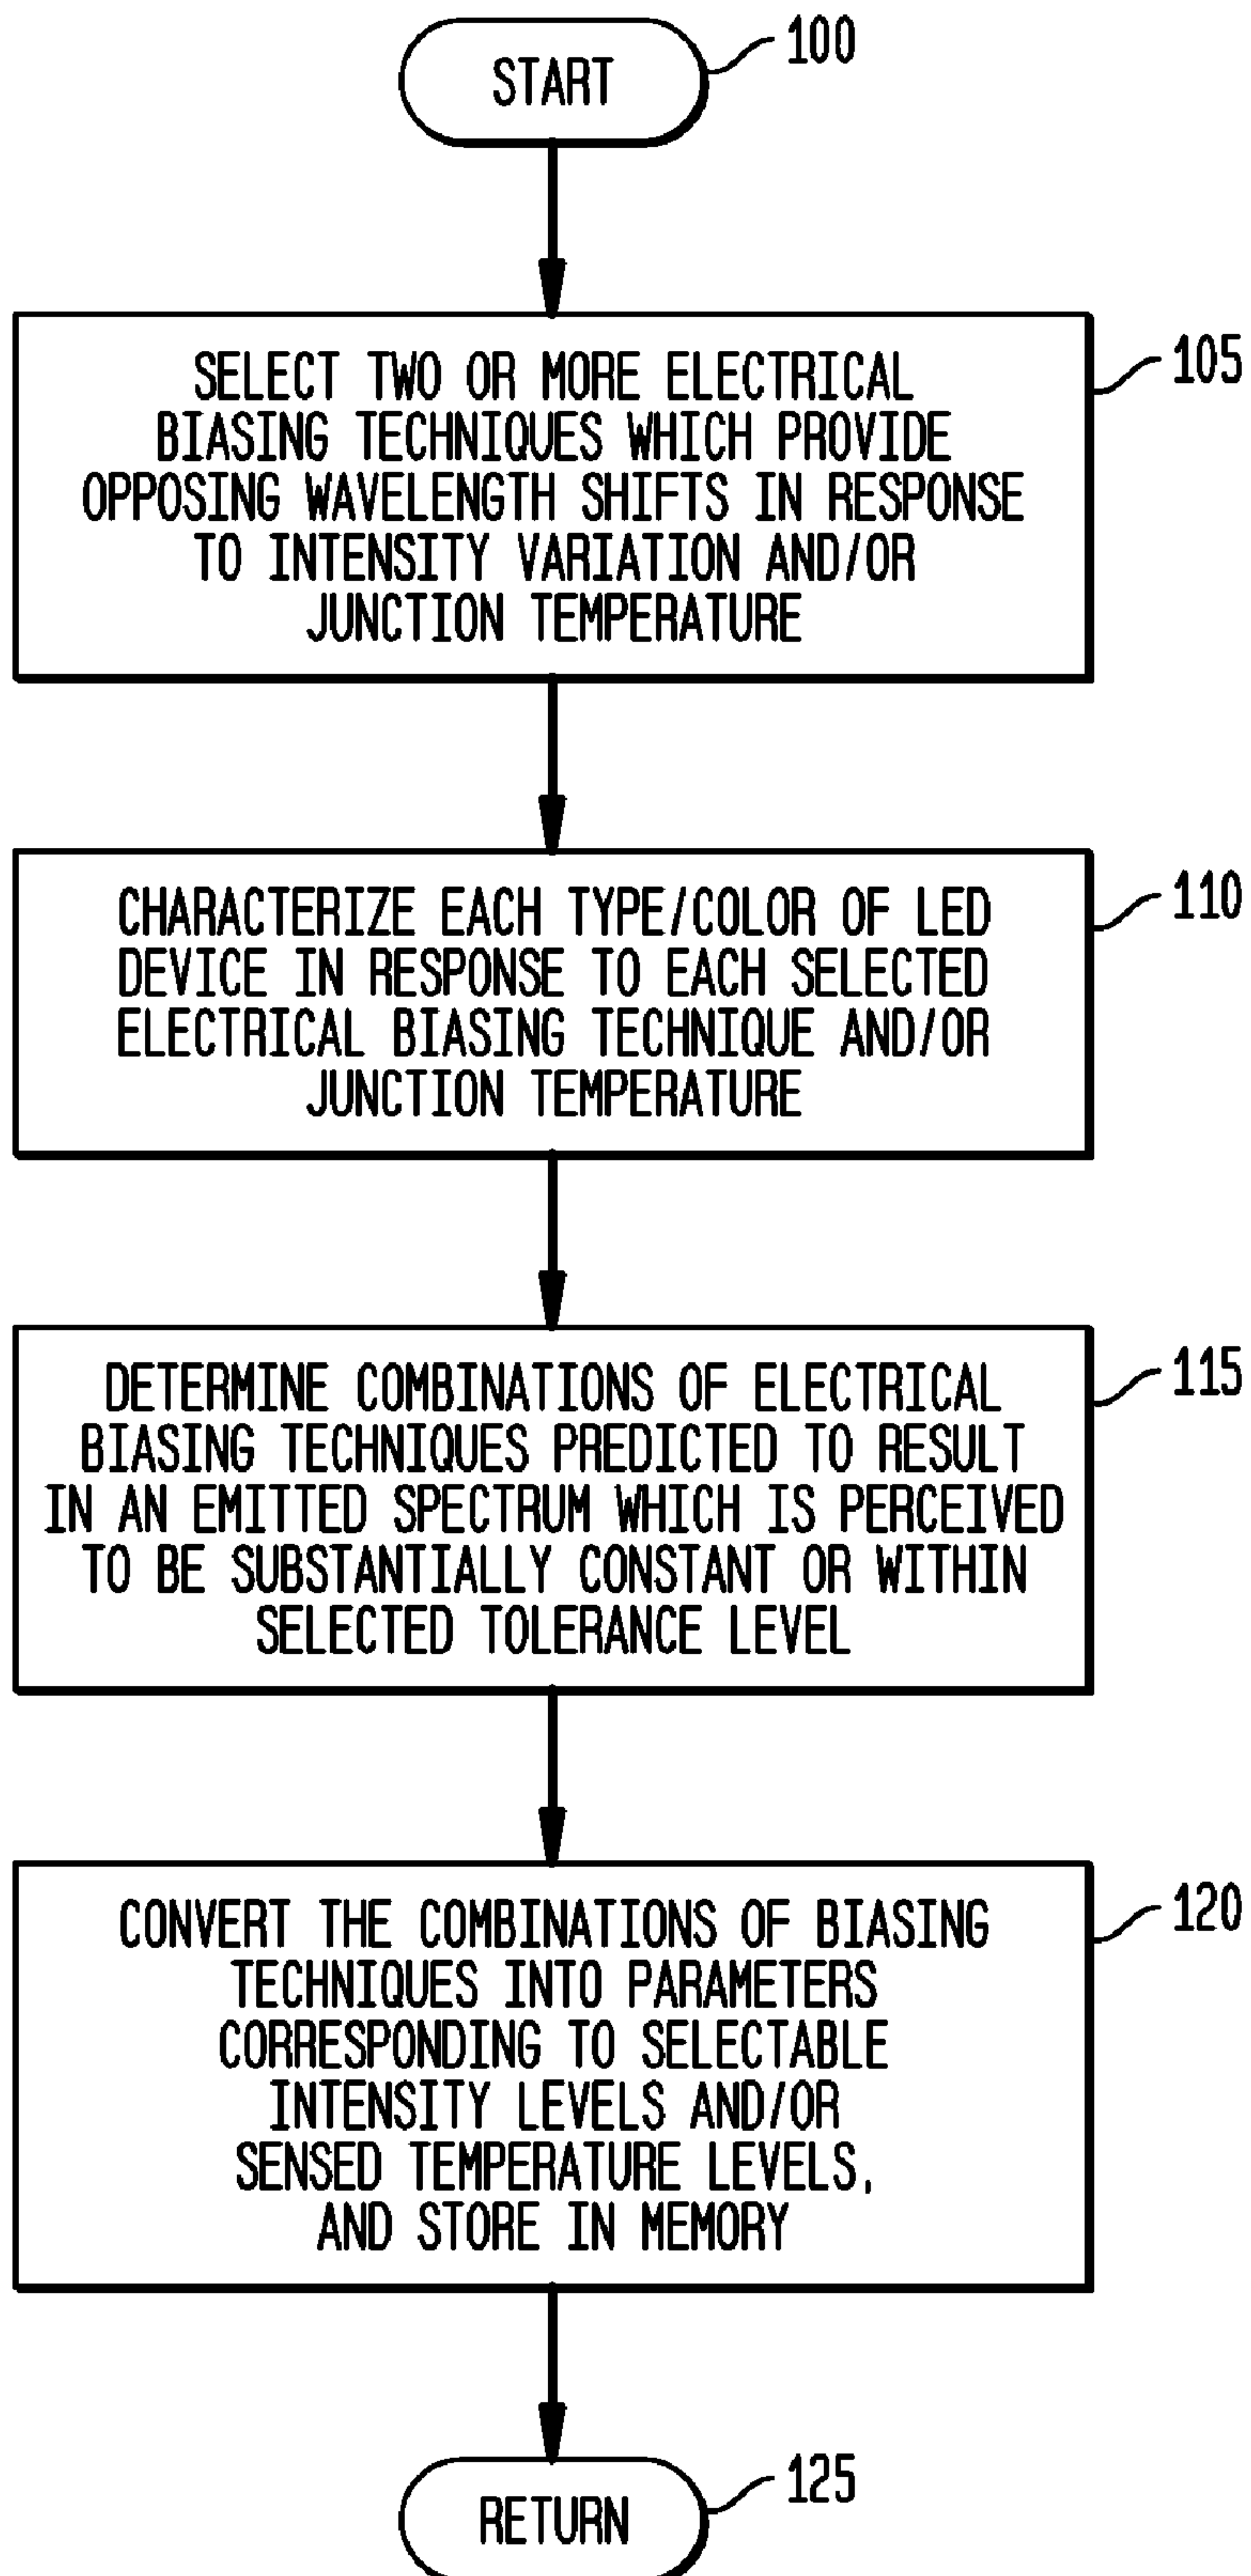 START
100
SELECT TWO OR MORE ELECTRICAL
BIASING TECHNIQUES WHICH PROVIDE
OPPOSING WAVELENGTH SHIFTS IN RESPONSE
TO INTENSITY VARIATION AND/OR
JUNCTION TEMPERATURE
105
CHARACTERIZE EACH TYPE/COLOR OF LED
DEVICE IN RESPONSE TO EACH SELECTED
ELECTRICAL BIASING TECHNIQUE AND/OR
JUNCTION TEMPERATURE
110
DETERMINE COMBINATIONS OF ELECTRICAL
BIASING TECHNIQUES PREDICTED TO RESULT
IN AN EMITTED SPECTRUM WHICH IS PERCEIVED
TO BE SUBSTANTIALLY CONSTANT OR WITHIN
SELECTED TOLERANCE LEVEL
115
CONVERT THE COMBINATIONS OF BIASING
TECHNIQUES INTO PARAMETERS
CORRESPONDING TO SELECTABLE
INTENSITY LEVELS AND/OR
SENSED TEMPERATURE LEVELS,
AND STORE IN MEMORY
120
RETURN
125